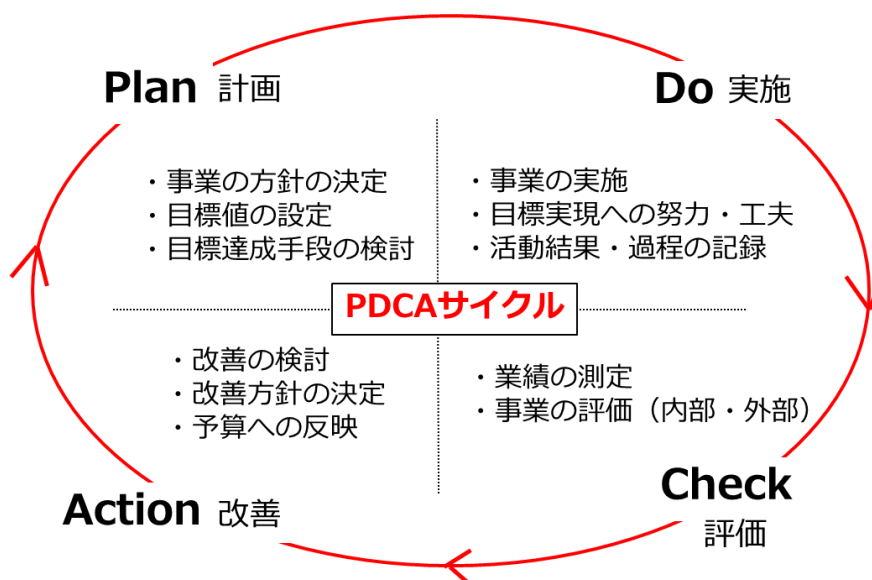 Plan 計画
・事業の方針の決定
・目標値の設定
・目標達成手段の検討
Do 実施
・事業の実施
・目標実現への努力・工夫
・活動結果・過程の記録
PDCAサイクル
・改善の検討
・改善方針の決定
・予算への反映
Action 改善
・業績の測定
・事業の評価（内部・外部）
Check
評価